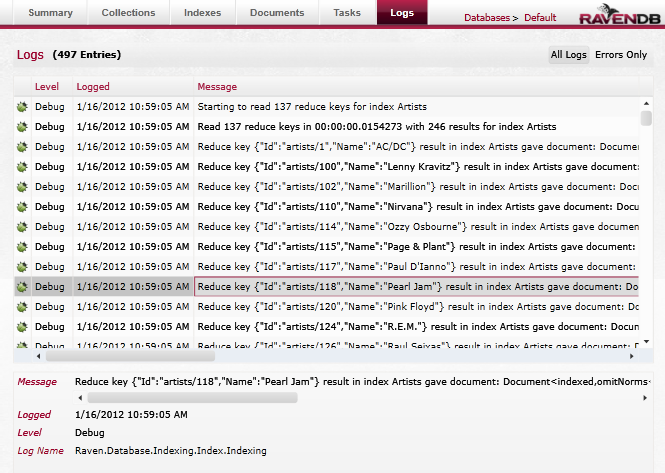 Summary Collections Indexes Documents Tasks Logs Databases > Default RAVENDB
Logs (497 Entries) All Logs Errors Only
Level Logged Message
Debug 1/16/2012 10:59:05 AM Starting to read 137 reduce keys for index Artists
Debug 1/16/2012 10:59:05 AM Read 137 reduce keys in 00:00:00.0154273 with 246 results for index Artists
Debug 1/16/2012 10:59:05 AM Reduce key {"Id":"artists/1","Name":"AC/DC"} result in index Artists gave document: Documen
Debug 1/16/2012 10:59:05 AM Reduce key {"Id":"artists/100","Name":"Lenny Kravitz"} result in index Artists gave document:
Debug 1/16/2012 10:59:05 AM Reduce key {"Id":"artists/102","Name":"Marillion"} result in index Artists gave document: Docu
Debug 1/16/2012 10:59:05 AM Reduce key {"Id":"artists/110","Name":"Nirvana"} result in index Artists gave document: Docu
Debug 1/16/2012 10:59:05 AM Reduce key {"Id":"artists/114","Name":"Ozzy Osbourne"} result in index Artists gave document:
Debug 1/16/2012 10:59:05 AM Reduce key {"Id":"artists/115","Name":"Page & Plant"} result in index Artists gave document:
Debug 1/16/2012 10:59:05 AM Reduce key {"Id":"artists/117","Name":"Paul D'Ianno"} result in index Artists gave document:
Debug 1/16/2012 10:59:05 AM Reduce key {"Id":"artists/118","Name":"Pearl Jam"} result in index Artists gave document: Do
Debug 1/16/2012 10:59:05 AM Reduce key {"Id":"artists/120","Name":"Pink Floyd"} result in index Artists gave document: Doc
Debug 1/16/2012 10:59:05 AM Reduce key {"Id":"artists/124","Name":"R.E.M."} result in index Artists gave document: Docum
Debug 1/16/2012 10:59:05 AM Reduce key {"Id":"artists/126","Name":"Raul Seixas"} result in index Artists gave document: Do
Message Reduce key {"Id":"artists/118","Name":"Pearl Jam"} result in index Artists gave document: Document<indexed,omitNorms<
Logged 1/16/2012 10:59:05 AM
Level Debug
Log Name Raven.Database.Indexing.Index.Indexing